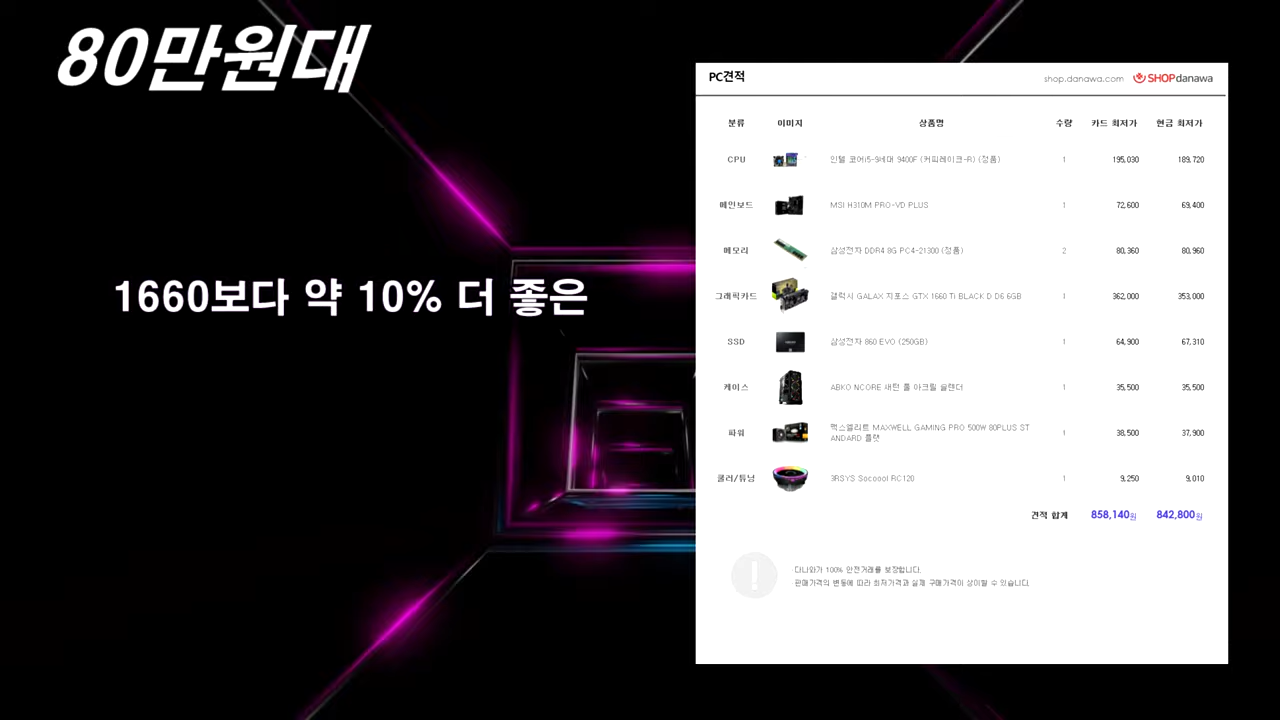 80만원대
1660보다 약 10% 더 좋은
PC견적
shop.danawa.com SHOPdanawa
분류 이미지 상품명 수량 카드 최저가 현금 최저가
CPU 인텔 코어i5-9세대 9400F (커피레이크-R) (정품) 1 195,030 189,720
메인보드 MSI H310M PRO-VD PLUS 1 72,600 69,400
메모리 삼성전자 DDR4 8G PC4-21300 (정품) 2 80,360 80,960
그래픽카드 갤럭시 GALAX 지포스 GTX 1660 Ti BLACK D D6 6GB 1 362,000 353,000
SSD 삼성전자 860 EVO (250GB) 1 64,900 67,310
케이스 ABKO NCORE 새턴 풀 아크릴 슬렌더 1 35,500 35,500
파워 맥스엘리트 MAXWELL GAMING PRO 500W 80PLUS ST
ANDARD 플랫 1 38,500 37,900
쿨러/튜닝 3RSYS Socoool RC120 1 9,250 9,010
견적 합계 858,140원 842,800원
다나와가 100% 안전거래를 보장합니다.
판매가격의 변동에 따라 최저가격과 실제 구매가격이 상이할 수 있습니다.